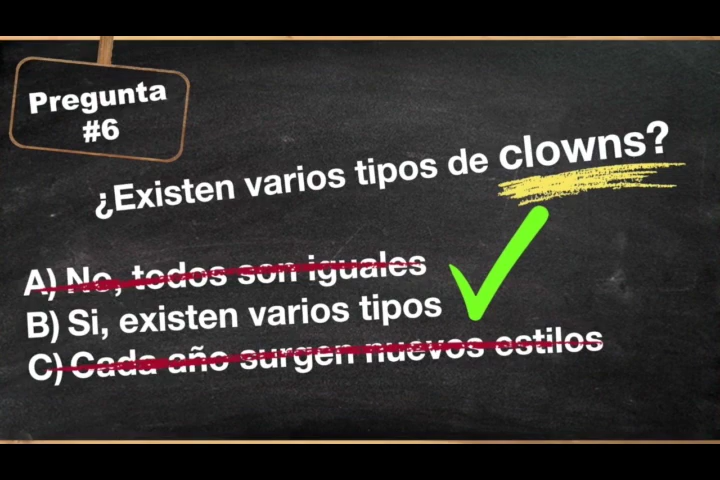 Pregunta
#6
¿Existen varios tipos de clowns?
A) No, todos son iguales
B) Si, existen varios tipos
C) Cada año surgen nuevos estilos